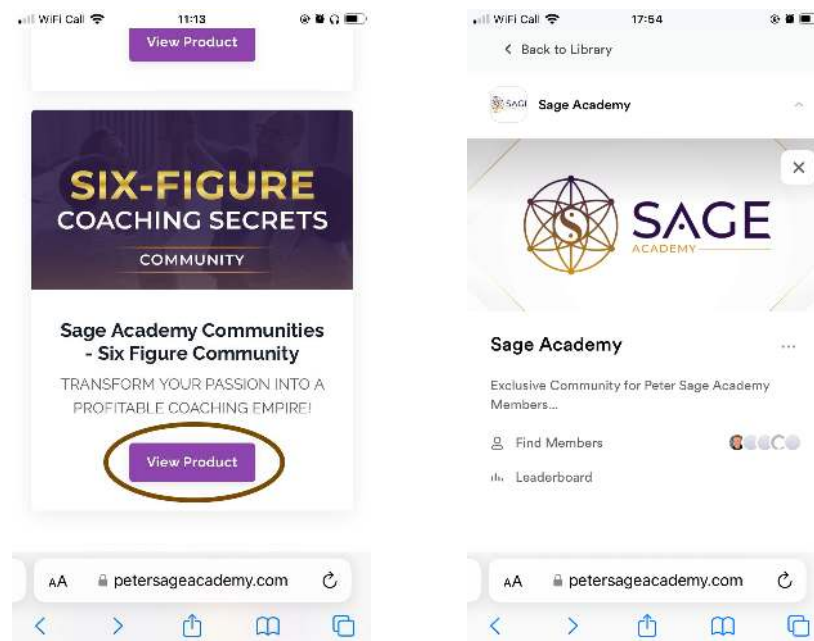 WiFi Call
11:13
View Product
SIX-FIGURE
COACHING SECRETS
COMMUNITY
Sage Academy Communities
- Six Figure Community
TRANSFORM YOUR PASSION INTO A
PROFITABLE COACHING EMPIRE!
View Product
AA petersageacademy.com
WiFi Call
17:54
Back to Library
SAGE
Sage Academy
SAGE
ACADEMY
Sage Academy
Exclusive Community for Peter Sage Academy
Members...
Find Members
C
Leaderboard
AA petersageacademy.com